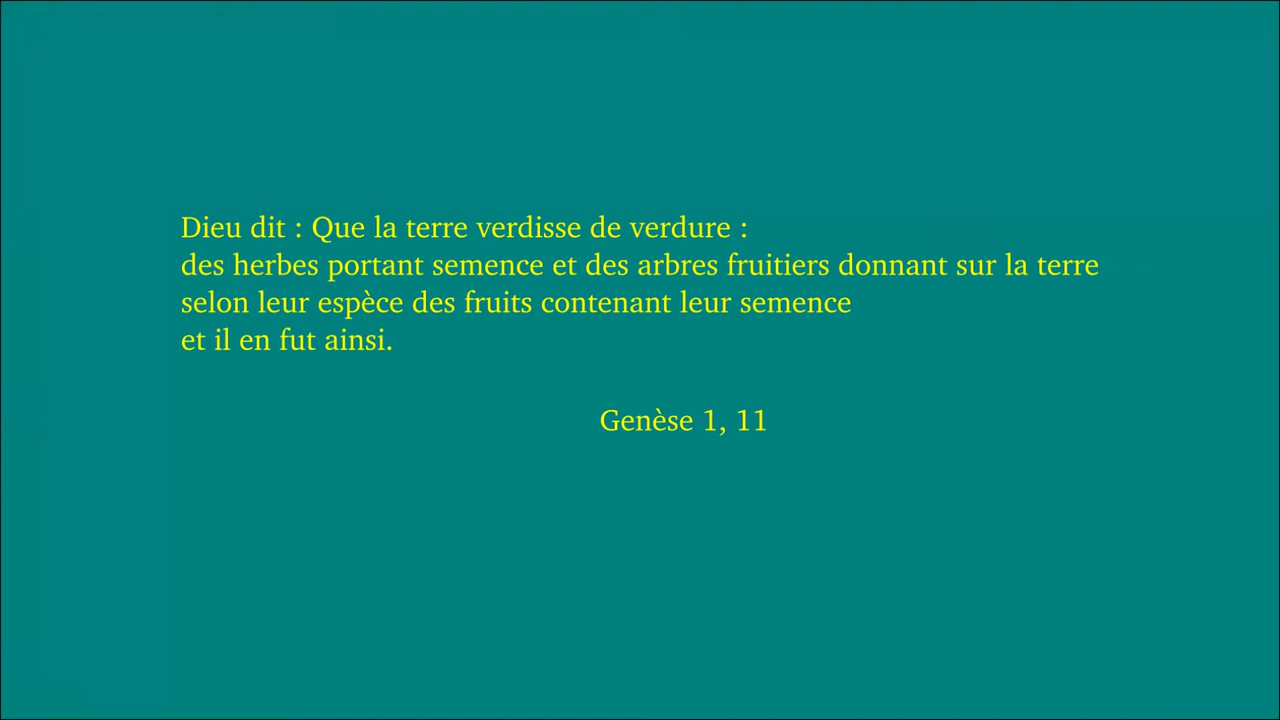 Dieu dit : Que la terre verdisse de verdure :
des herbes portant semence et des arbres fruitiers donnant sur la terre
selon leur espèce des fruits contenant leur semence
et il en fut ainsi.
Genèse 1, 11